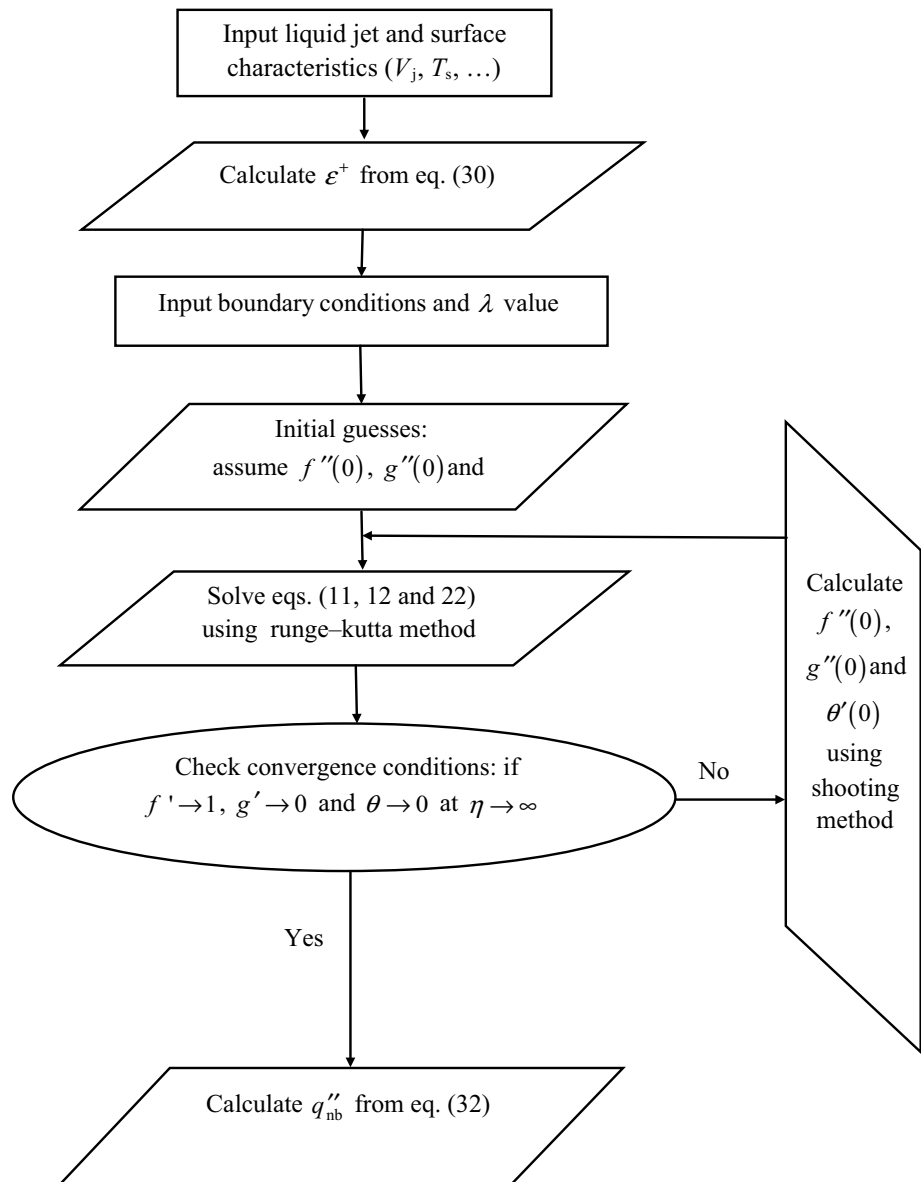 Input liquid jet and surface
characteristics (Vj, Ts, …)
Calculate ε+ from eq. (30)
Input boundary conditions and λ value
Initial guesses:
assume f″(0), g″(0) and
Solve eqs. (11, 12 and 22)
using runge–kutta method
Check convergence conditions: if
f ' → 1, g′ → 0 and θ → 0 at η → ∞
No
Calculate
f″(0),
g″(0) and
θ′(0)
using
shooting
method
Yes
Calculate q″nb from eq. (32)